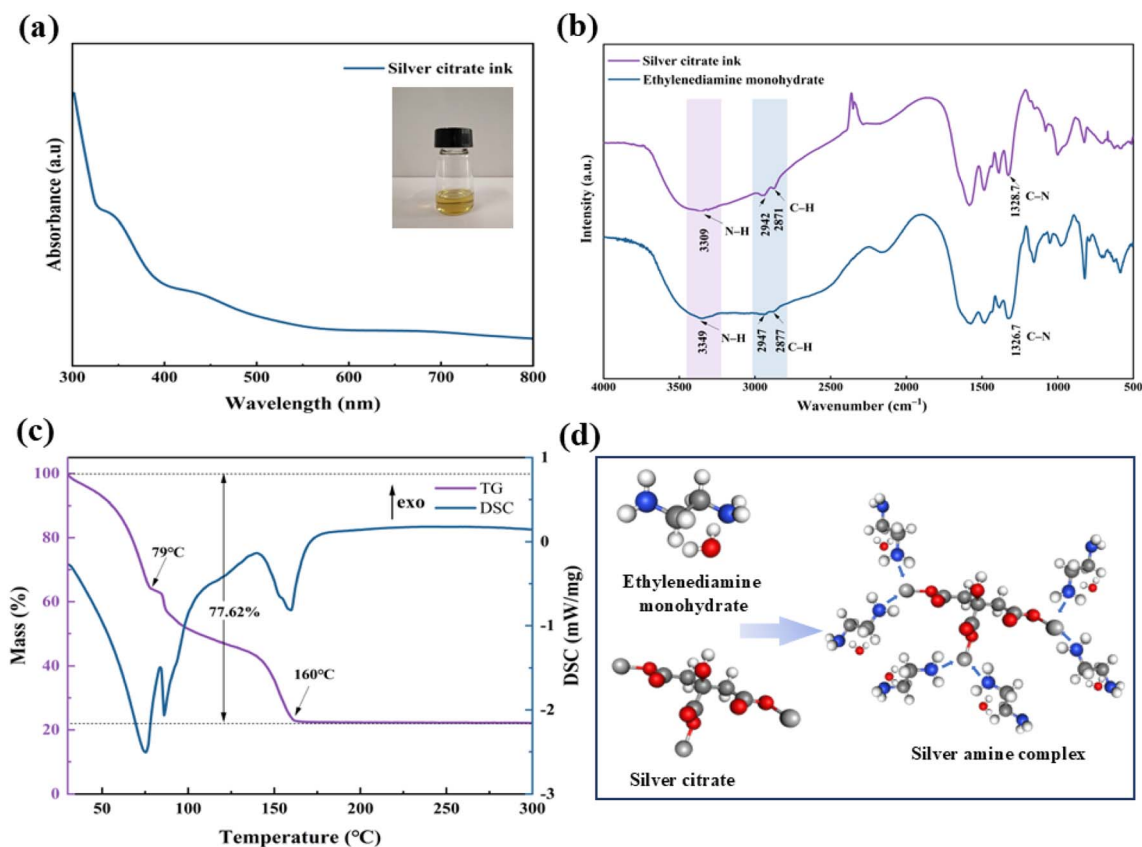 (a)
Silver citrate ink
Absorbance (a.u)
300
400
500
600
700
800
Wavelength (nm)
(b)
Silver citrate ink
Ethylenediamine monohydrate
Intensity (a.u.)
3309
N–H
2942
2871
C–H
1328.7
C–N
3349
N–H
2947
2877
C–H
1326.7
C–N
4000
3500
3000
2500
2000
1500
1000
500
Wavenumber (cm⁻¹)
(c)
100
80
60
40
20
0
Mass (%)
TG
DSC
exo
79°C
77.62%
160°C
1
0
-1
-2
-3
DSC (mW/mg)
50
100
150
200
250
300
Temperature (°C)
(d)
Ethylenediamine
monohydrate
Silver citrate
Silver amine complex